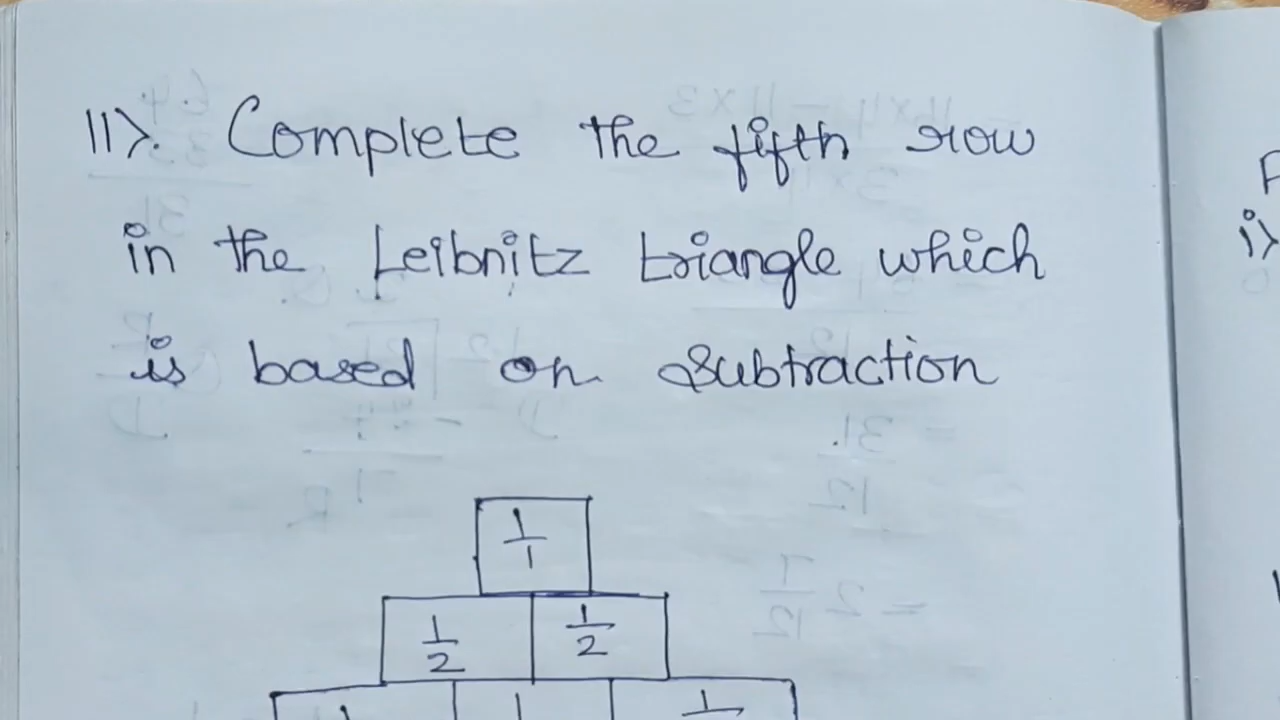 11). Complete the fifth row
in the Leibnitz triangle which
is based on subtraction
1/1
1/2 1/2